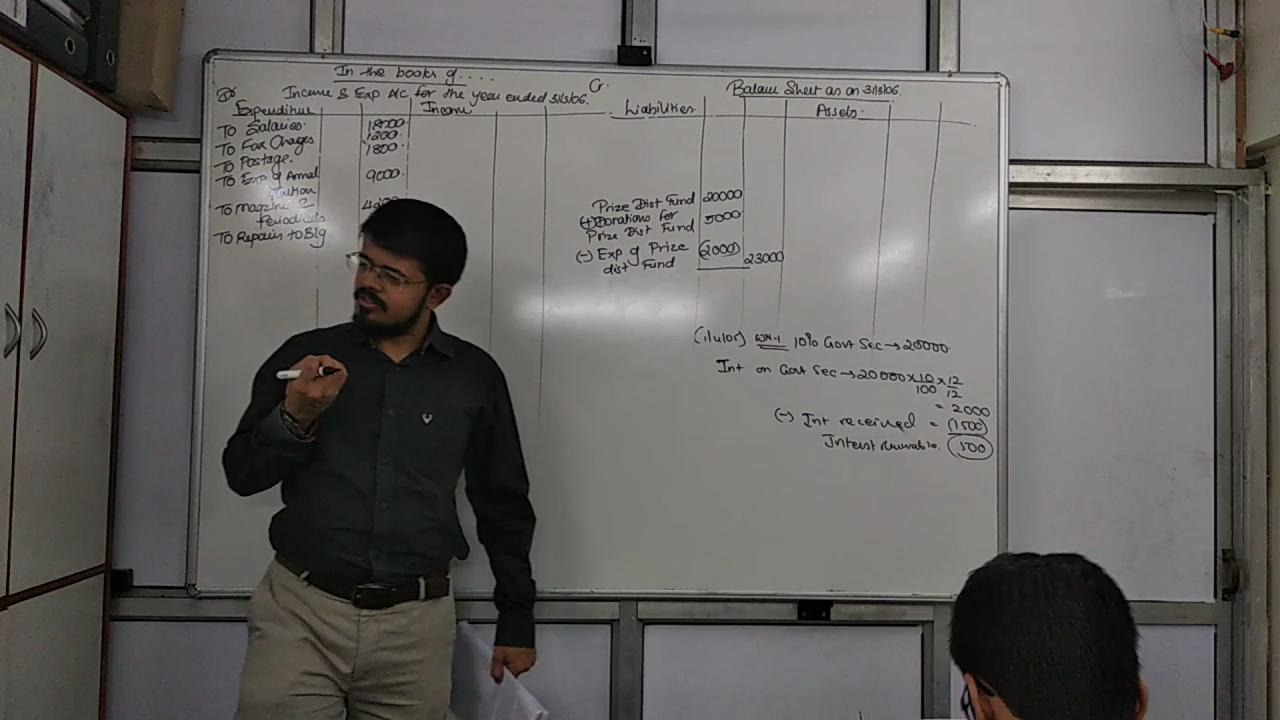 In the books of....
Dr Income & Exp A/c for the year ended 31/3/06. Cr.
Expenditure Income
To Salaries. 18000
To Fax Charges 1200
To Postage. 1800
To Exp of Annual 9000
To Magzine &
Periodicals
To Repairs to Blg
Balance Sheet as on 31/3/06.
Liabilities Assets
Prize Dist Fund 20000
(+) Donations for 5000
Prize Dist Fund
(-) Exp of Prize (2000) 23000
dist Fund
(1/4/05) WN-1 10% Govt Sec → 20000
Int on Govt Sec → 20000 × 10/100 × 12/12
= 2000
(-) Int received = (1500)
Interest receivable. 500